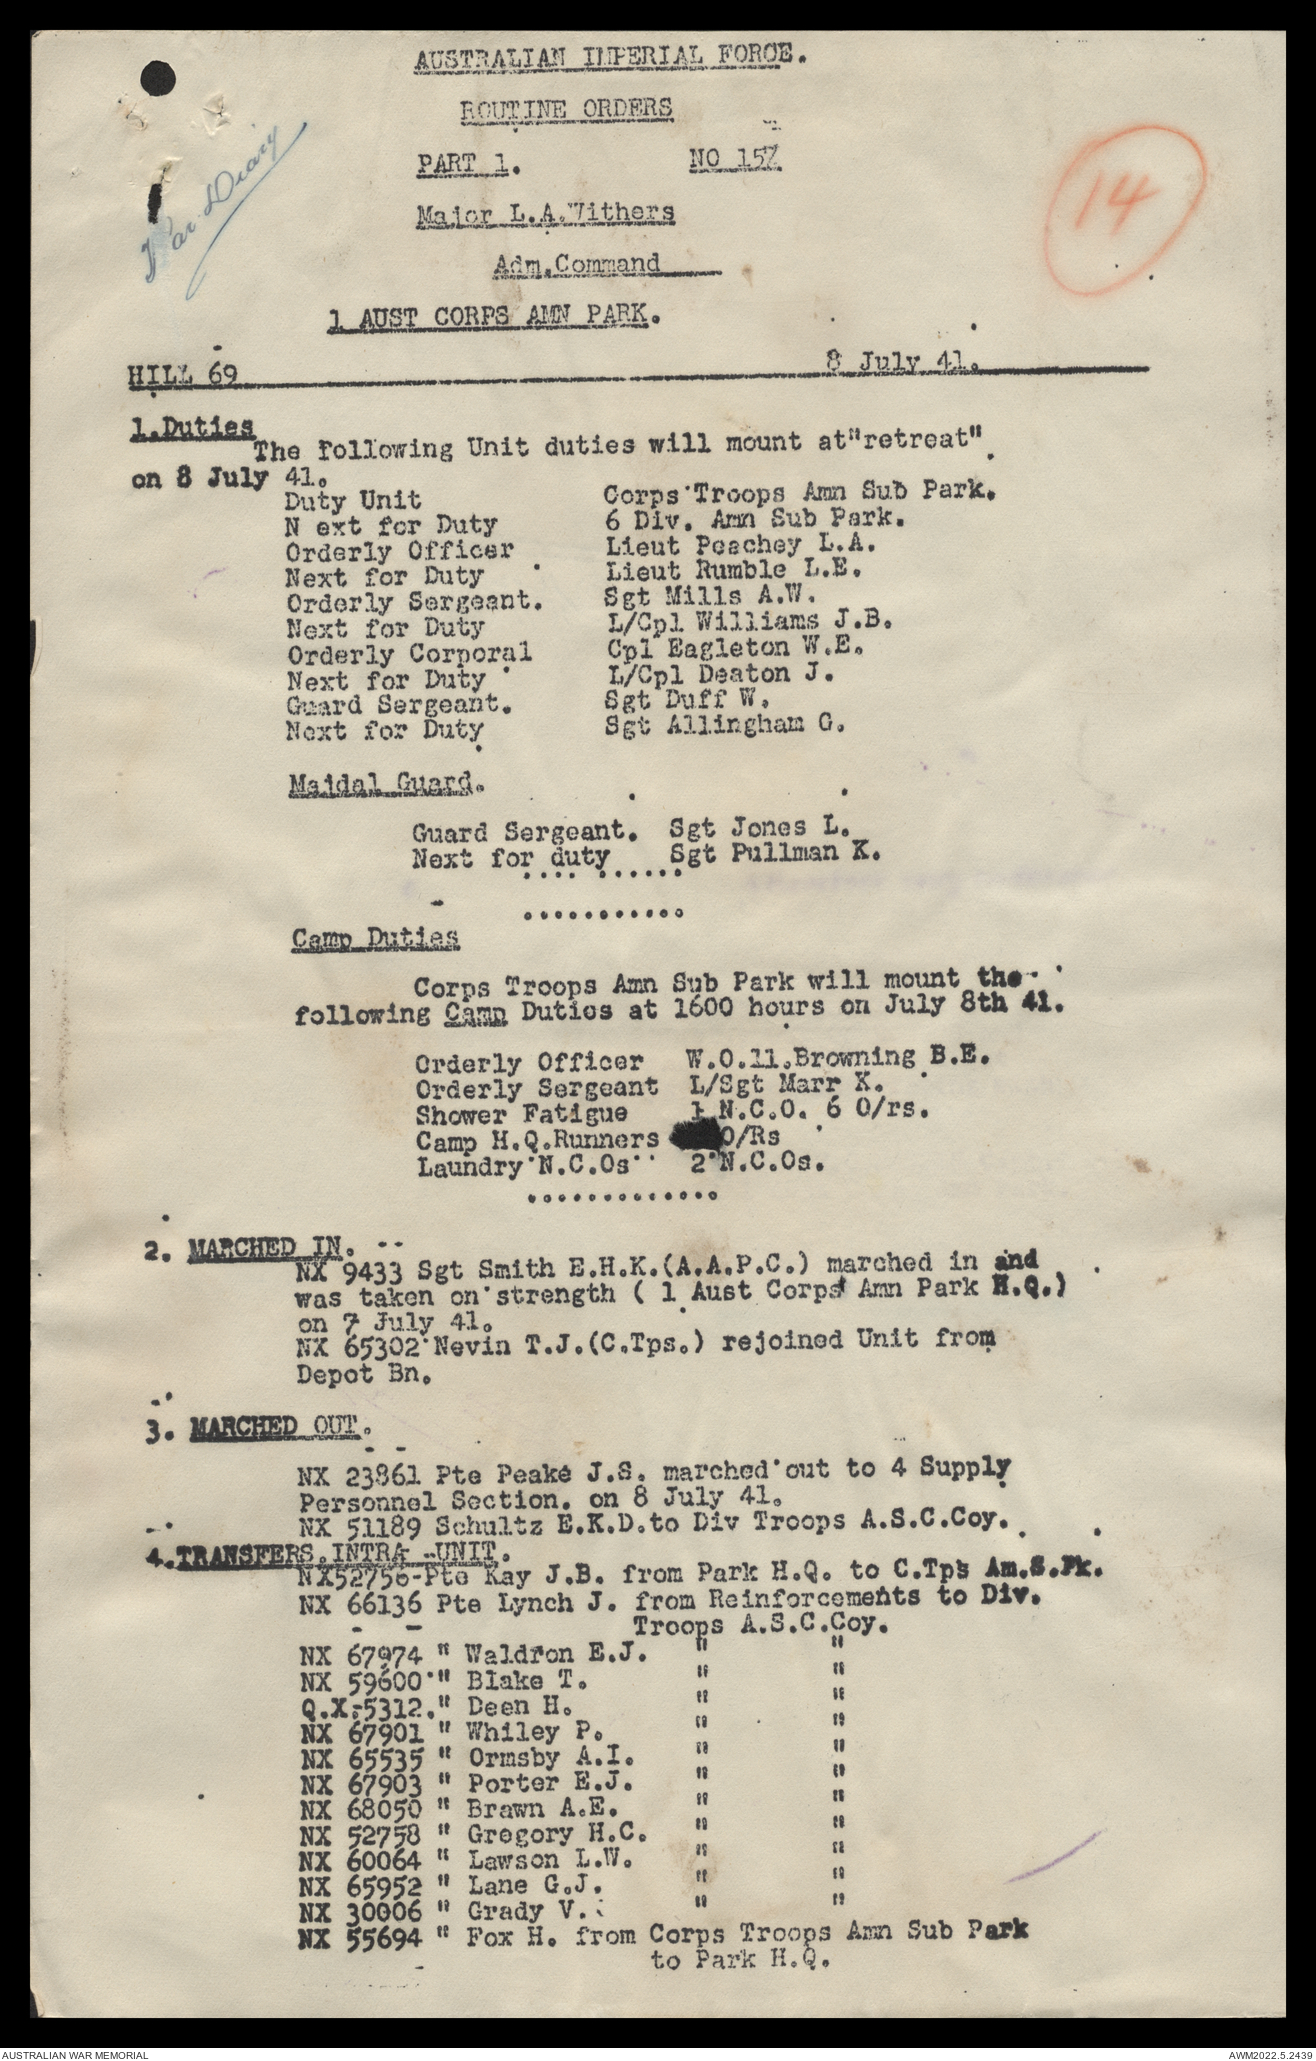 AUSTRALIAN IMPERIAL FORCE.
ROUTINE ORDERS
PART 1. NO 157
War Diary
14
Major L.A.Withers
Adm.Command
1 AUST CORPS AMN PARK.
HILL 69 8 July 41.
1.Duties
The following Unit duties will mount at"retreat"
on 8 July 41.
Duty Unit Corps Troops Amn Sub Park.
N ext for Duty 6 Div. Amn Sub Park.
Orderly Officer Lieut Peachey L.A.
Next for Duty Lieut Rumble L.E.
Orderly Sergeant. Sgt Mills A.W.
Next for Duty L/Cpl Williams J.B.
Orderly Corporal Cpl Eagleton W.E.
Next for Duty L/Cpl Deaton J.
Guard Sergeant. Sgt Duff W.
Next for Duty Sgt Allingham G.
Majdal Guard.
Guard Sergeant. Sgt Jones L.
Next for duty Sgt Pullman K.
.... ......
...........
Camp Duties
Corps Troops Amn Sub Park will mount the
following Camp Duties at 1600 hours on July 8th 41.
Orderly Officer W.O.11.Browning B.E.
Orderly Sergeant L/Sgt Marr K.
Shower Fatigue 1 N.C.O. 6 O/rs.
Camp H.Q.Runners O/Rs
Laundry N.C.Os 2 N.C.Os.
.............
2. MARCHED IN.
NX 9433 Sgt Smith E.H.K.(A.A.P.C.) marched in and
was taken on strength ( 1 Aust Corps Amn Park H.Q.)
on 7 July 41.
NX 65302 Nevin T.J.(C.Tps.) rejoined Unit from
Depot Bn.
3. MARCHED OUT.
NX 23861 Pte Peake J.S. marched out to 4 Supply
Personnel Section. on 8 July 41.
NX 51189 Schultz E.K.D.to Div Troops A.S.C.Coy.
4.TRANSFERS.INTRA -UNIT.
NX52756-Pte Kay J.B. from Park H.Q. to C.Tps Am.S.Pk.
NX 66136 Pte Lynch J. from Reinforcements to Div.
Troops A.S.C.Coy.
NX 67974 " Waldron E.J. " "
NX 59600 " Blake T. " "
Q.X.-5312." Deen H. " "
NX 67901 " Whiley P. " "
NX 65535 " Ormsby A.I. " "
NX 67903 " Porter E.J. " "
NX 68050 " Brawn A.E. " "
NX 52758 " Gregory H.C. " "
NX 60064 " Lawson L.W. " "
NX 65952 " Lane G.J. " "
NX 30006 " Grady V. " "
NX 55694 " Fox H. from Corps Troops Amn Sub Park
to Park H.Q.
AUSTRALIAN WAR MEMORIAL AWM2022.5.2439